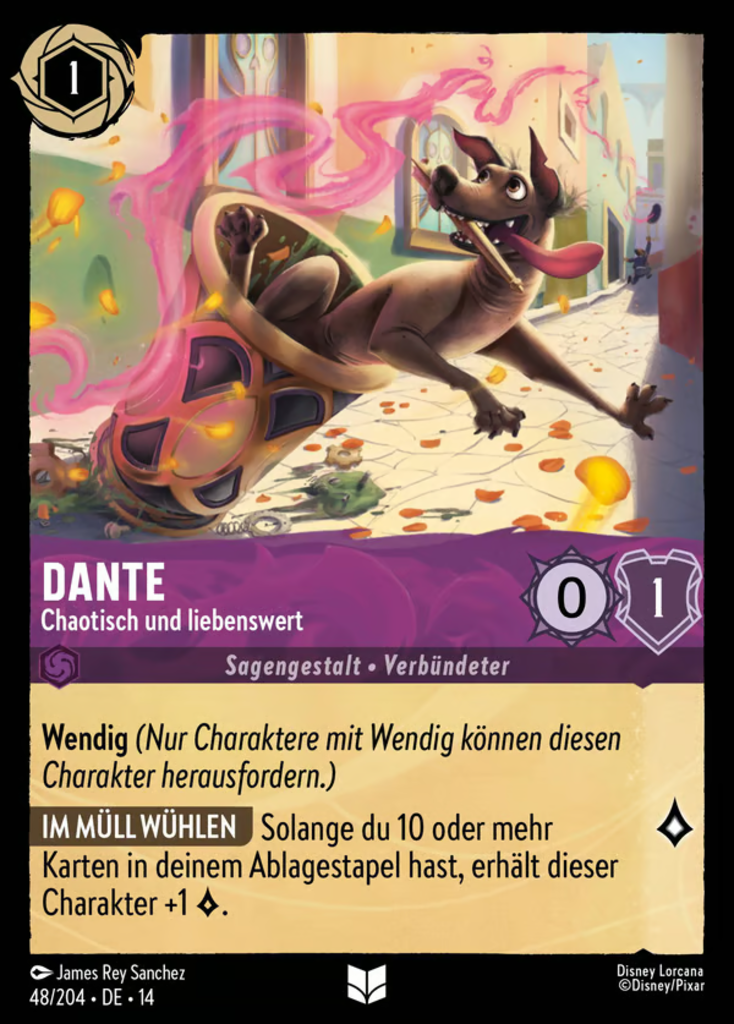 1
DANTE
Chaotisch und liebenswert
0
1
Sagengestalt • Verbündeter
Wendig (Nur Charaktere mit Wendig können diesen
Charakter herausfordern.)
IM MÜLL WÜHLEN Solange du 10 oder mehr
Karten in deinem Ablagestapel hast, erhält dieser
Charakter +1 .
James Rey Sanchez
48/204 • DE • 14
Disney Lorcana
©Disney/Pixar